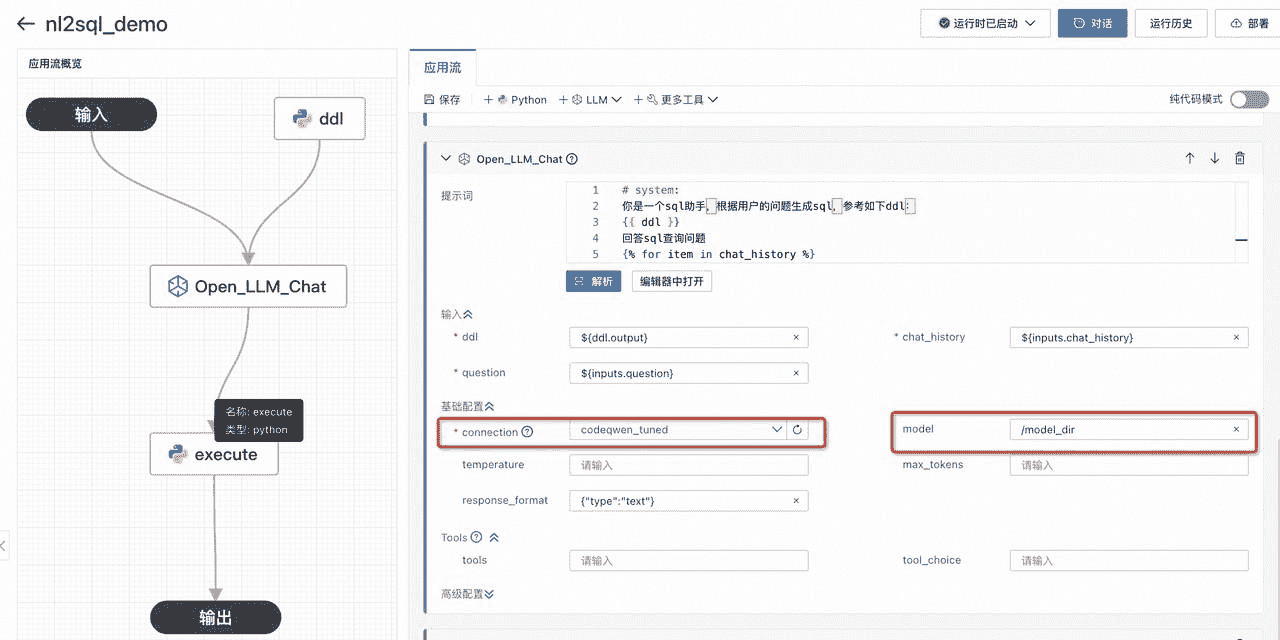 nl2sql_demo
运行时已启动
对话
运行历史
部署
应用流概览
输入
ddl
Open_LLM_Chat
名称: execute
类型: python
execute
输出
应用流
保存
Python
LLM
更多工具
纯代码模式
Open_LLM_Chat
提示词
1 # system:
2 你是一个sql助手，根据用户的问题生成sql，参考如下ddl：
3 {{ ddl }}
4 回答sql查询问题
5 {% for item in chat_history %}
解析
编辑器中打开
输入
* ddl ${ddl.output}
* chat_history ${inputs.chat_history}
* question ${inputs.question}
基础配置
* connection codeqwen_tuned
model /model_dir
temperature 请输入
max_tokens 请输入
response_format {"type":"text"}
Tools
tools 请输入
tool_choice 请输入
高级配置